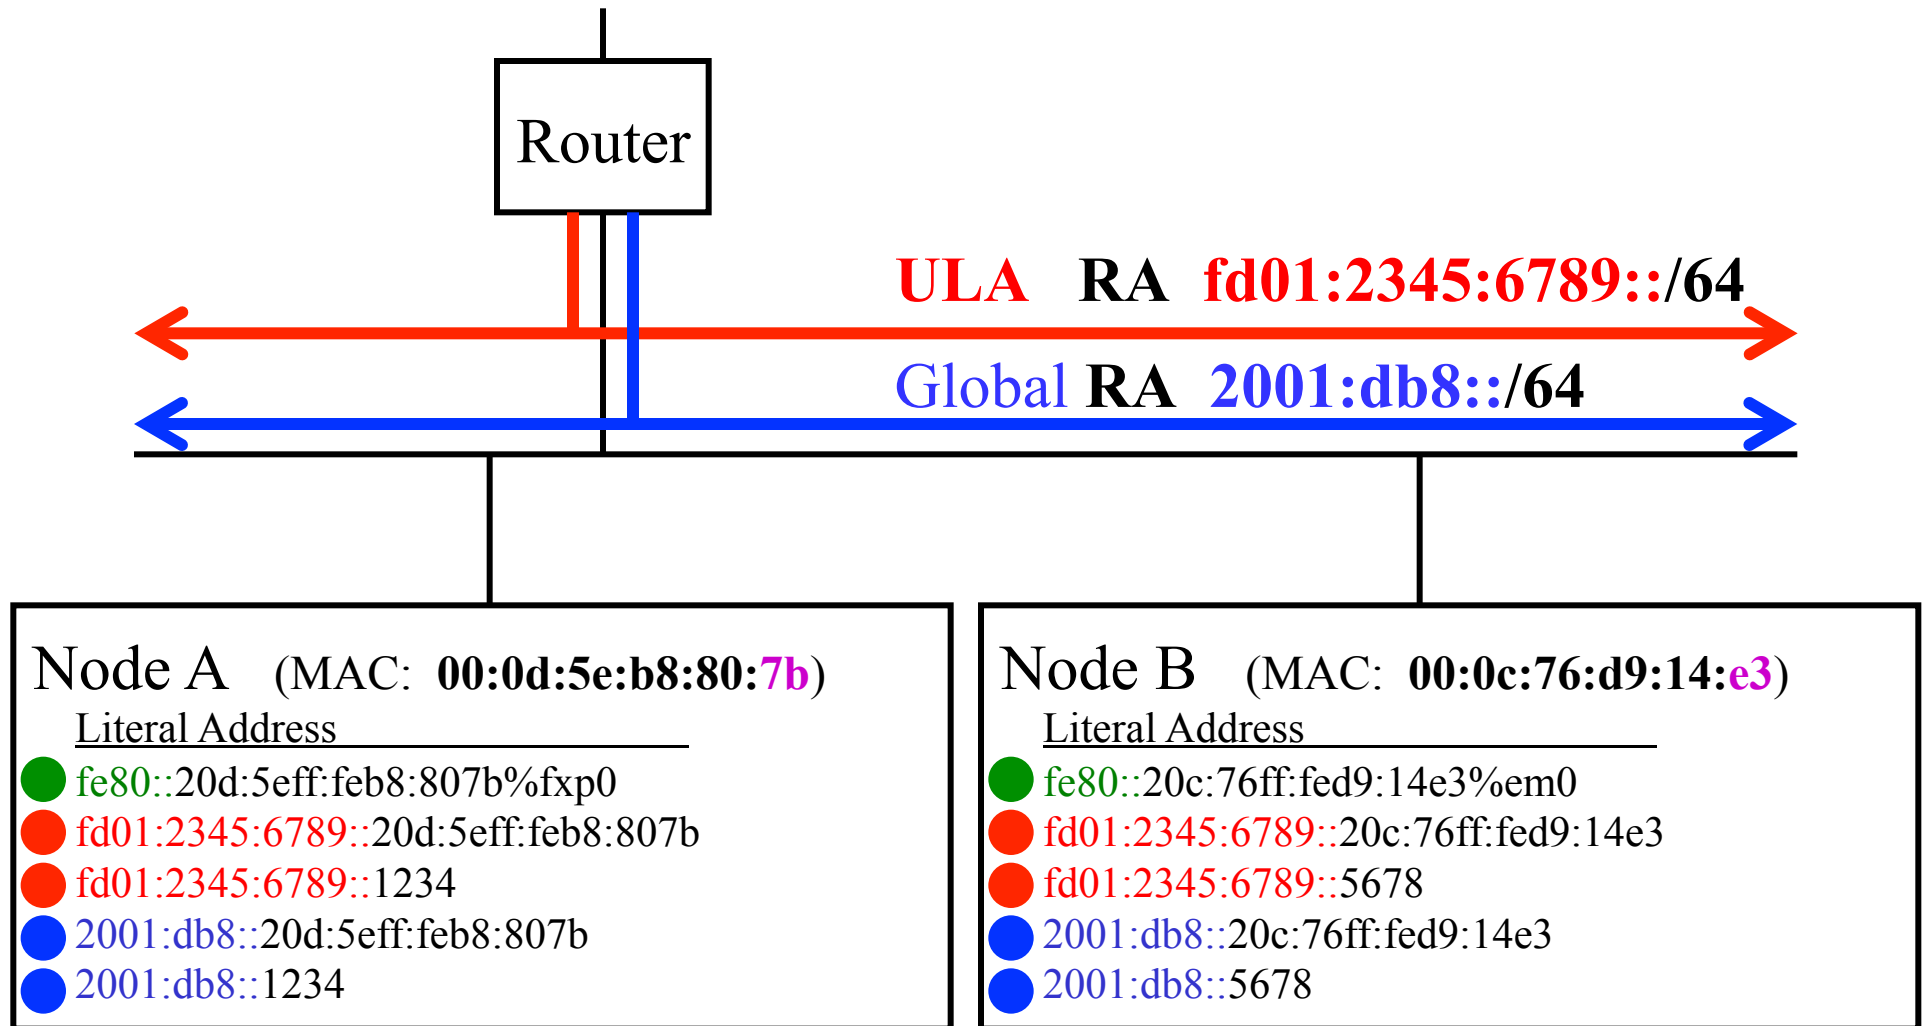 Router
ULA RA fd01:2345:6789::/64
Global RA 2001:db8::/64
Node A (MAC: 00:0d:5e:b8:80:7b)
Literal Address
fe80::20d:5eff:feb8:807b%fxp0
fd01:2345:6789::20d:5eff:feb8:807b
fd01:2345:6789::1234
2001:db8::20d:5eff:feb8:807b
2001:db8::1234
Node B (MAC: 00:0c:76:d9:14:e3)
Literal Address
fe80::20c:76ff:fed9:14e3%em0
fd01:2345:6789::20c:76ff:fed9:14e3
fd01:2345:6789::5678
2001:db8::20c:76ff:fed9:14e3
2001:db8::5678